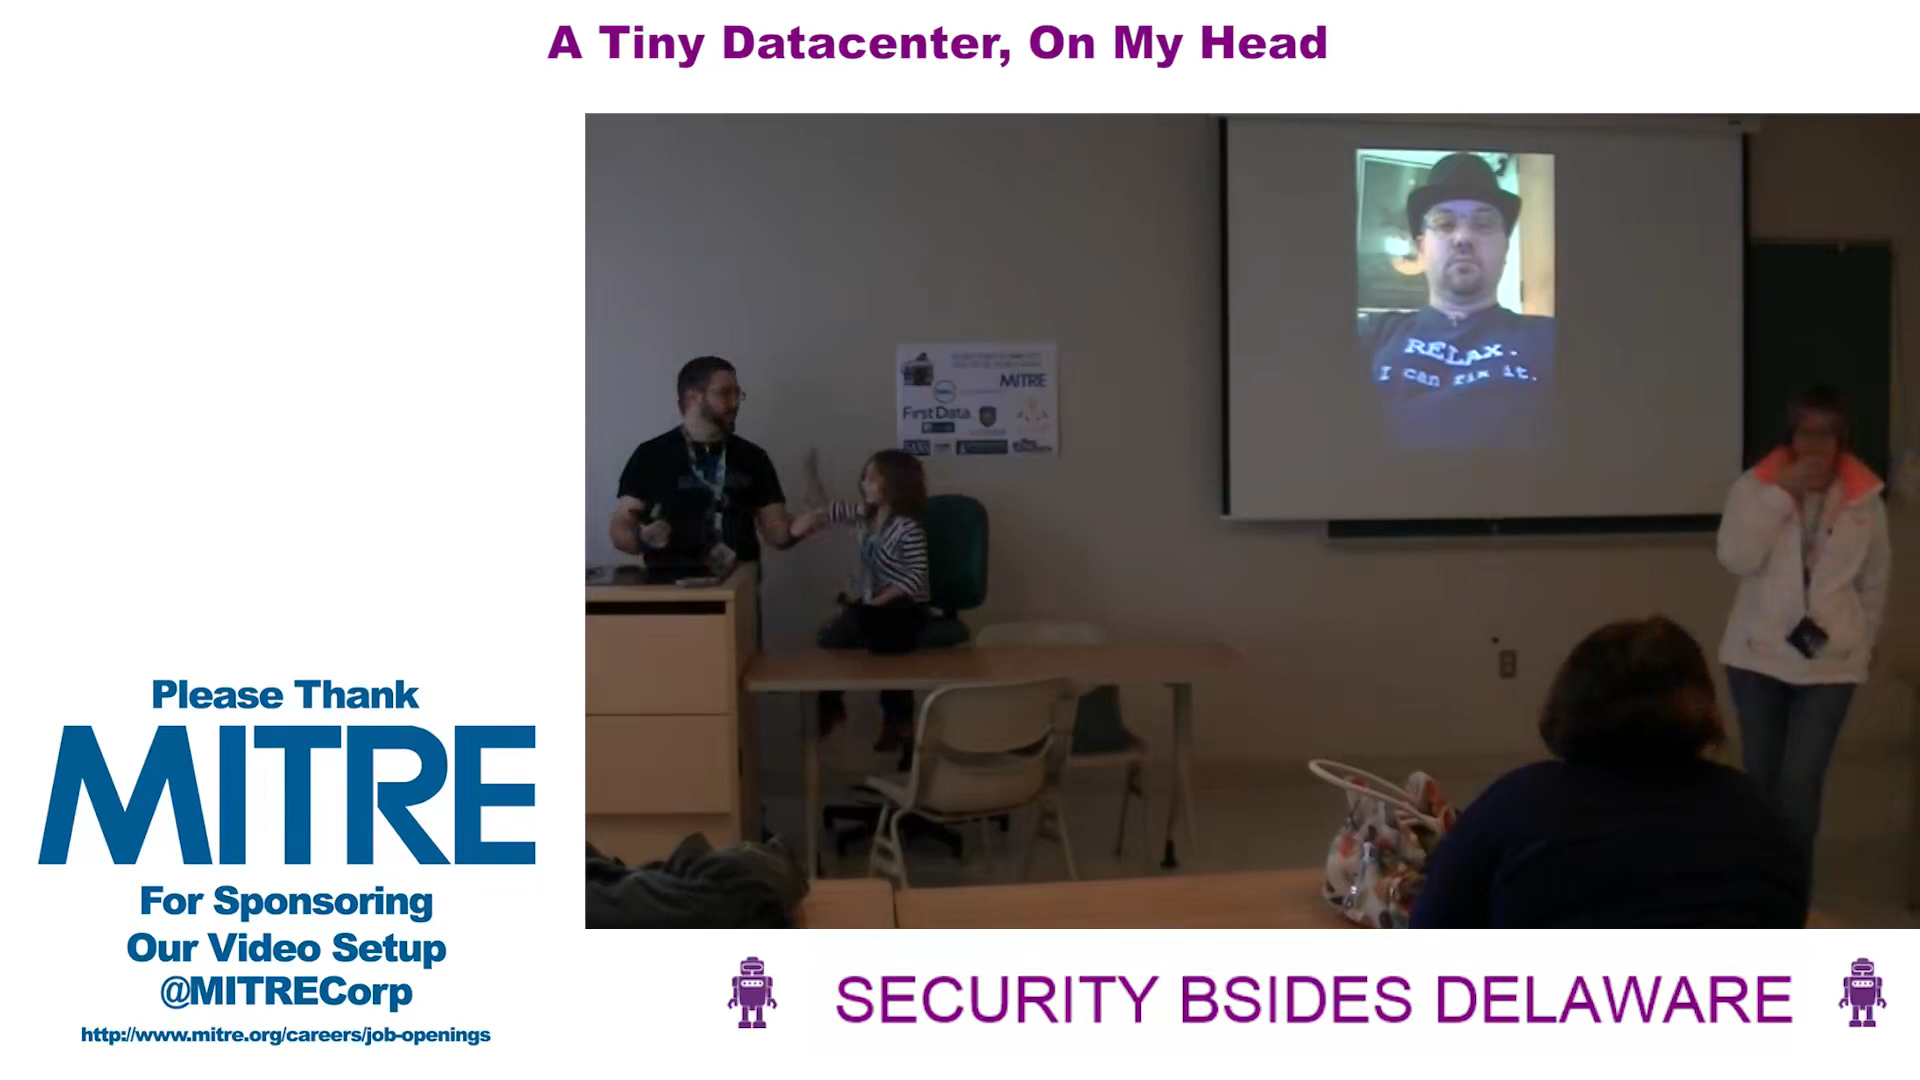 A Tiny Datacenter, On My Head
RELAX.
I can fix it.
MITRE
First Data
Please Thank
MITRE
For Sponsoring
Our Video Setup
@MITRECorp
http://www.mitre.org/careers/job-openings
SECURITY BSIDES DELAWARE